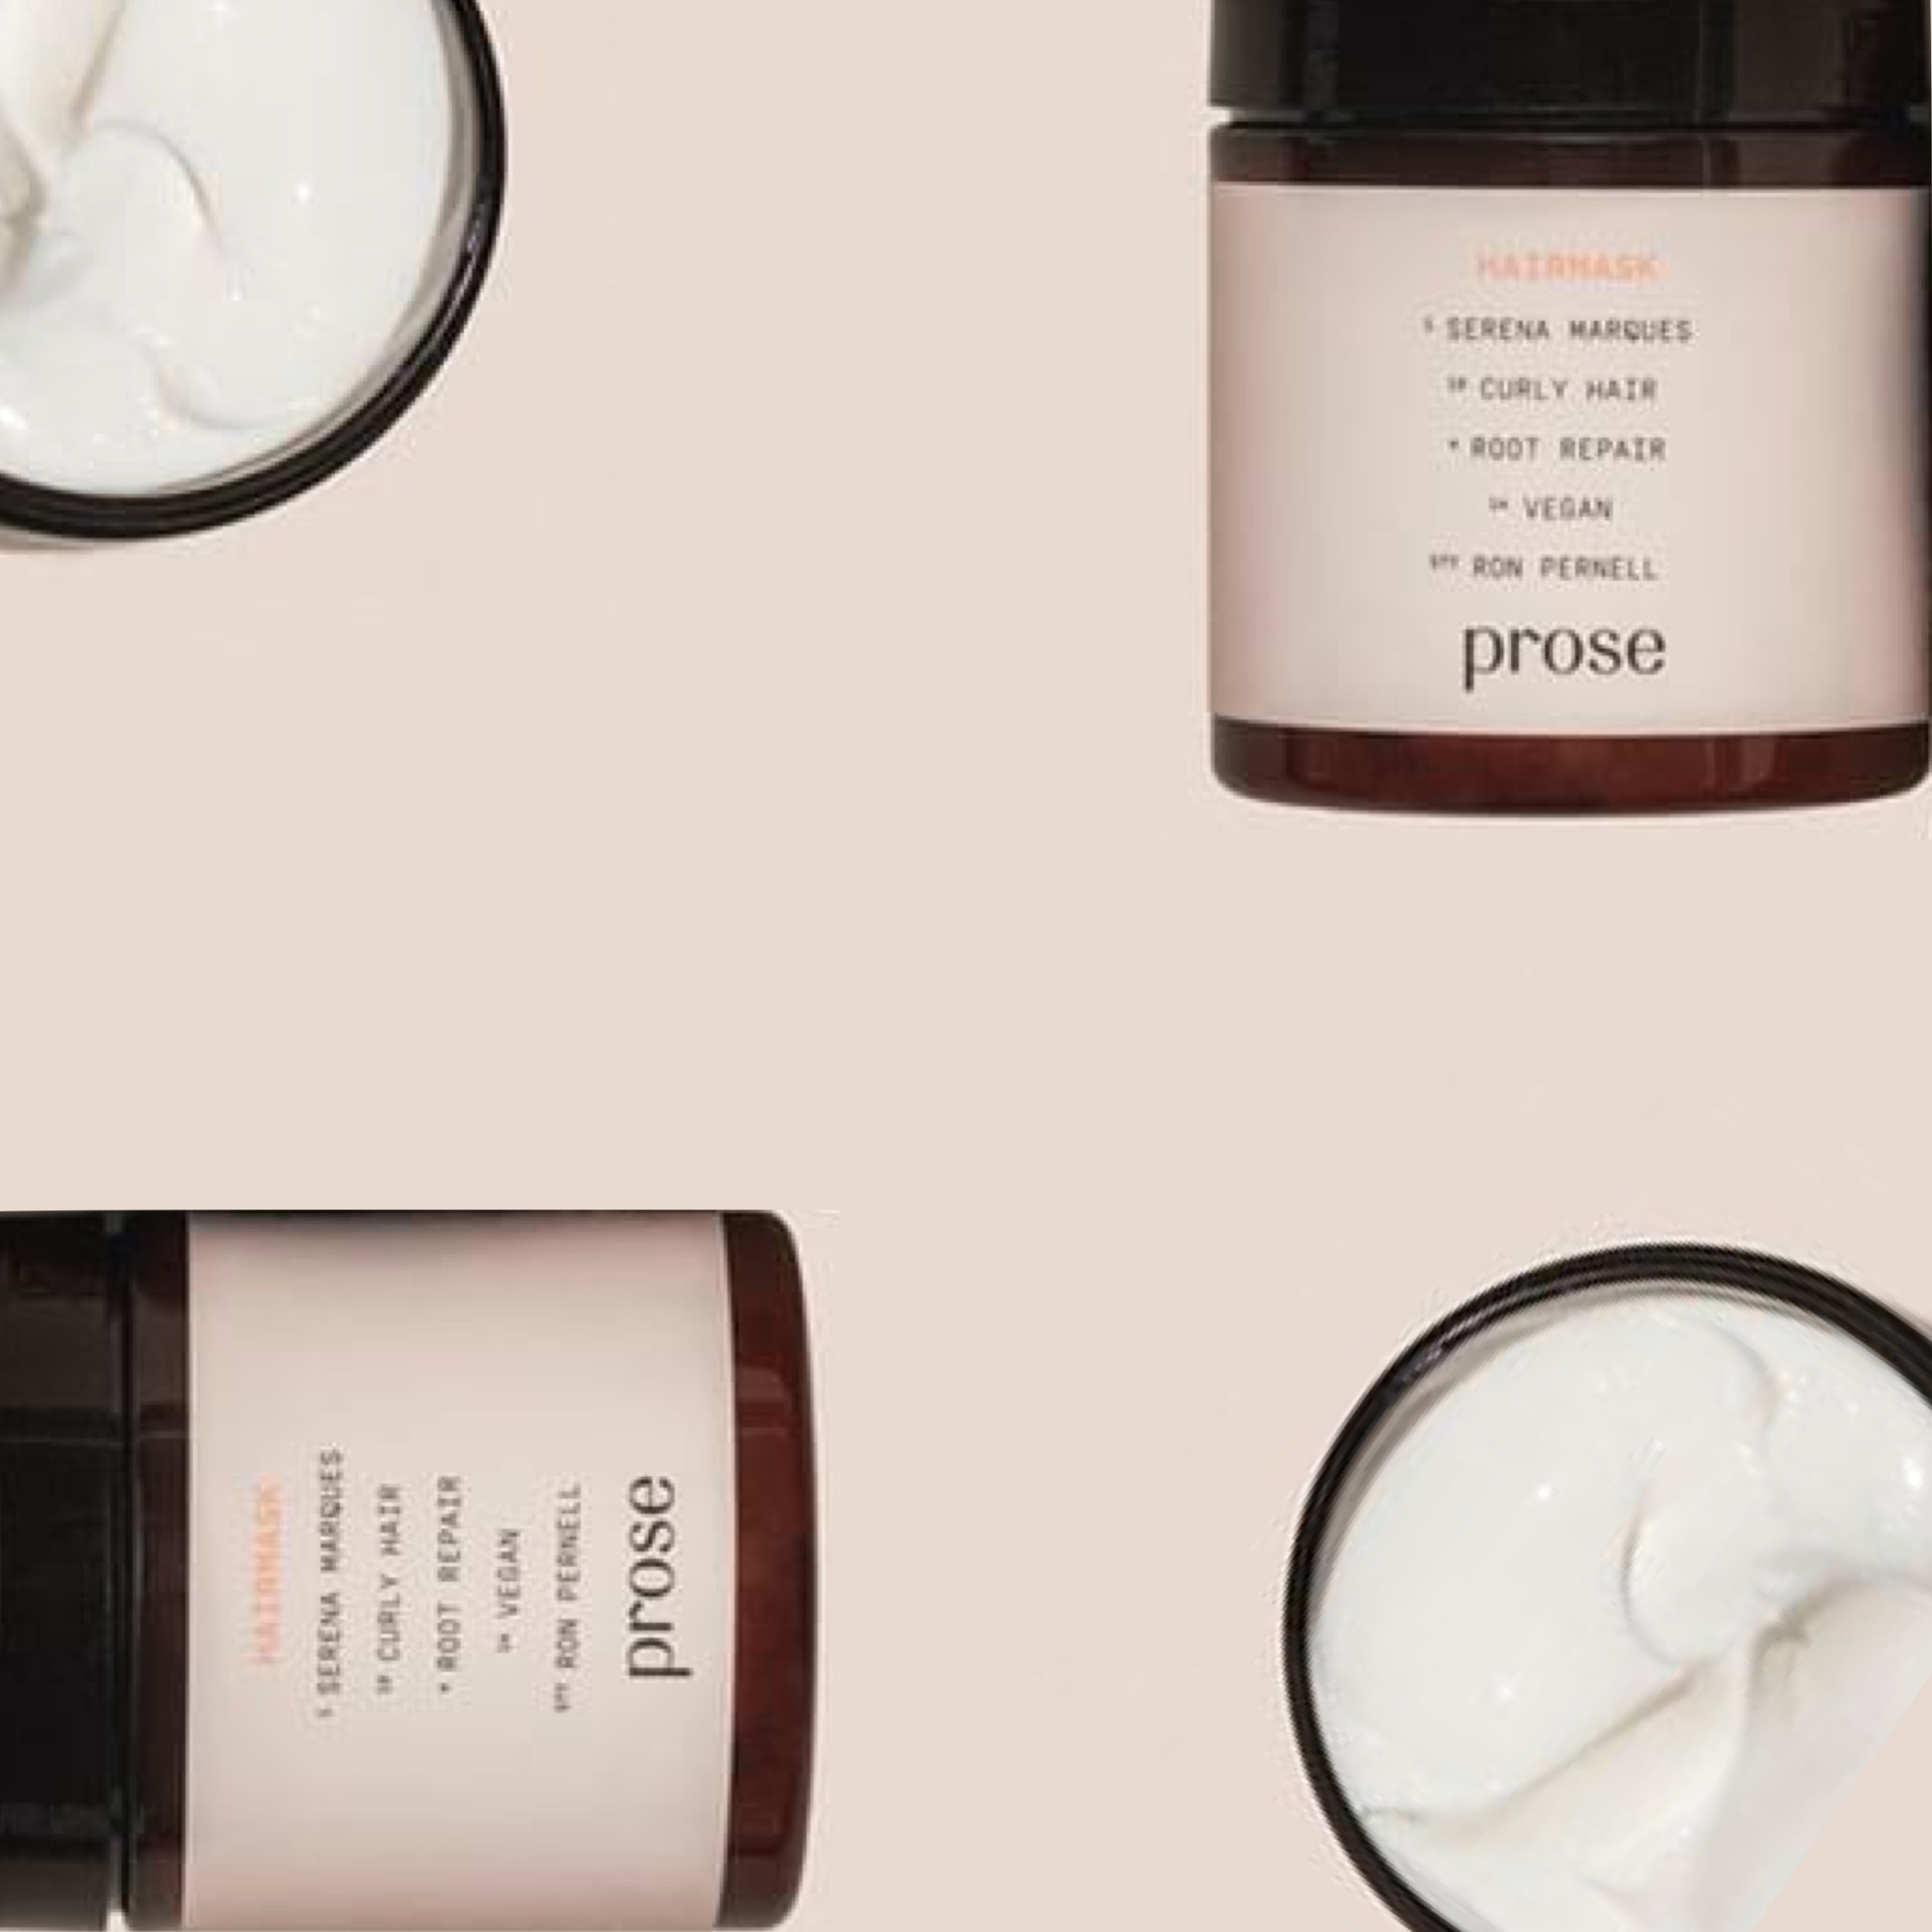 HAIRMASK
SERENA MARQUES
CURLY HAIR
ROOT REPAIR
VEGAN
RON PERNELL
prose
HAIRMASK
SERENA MARQUES
CURLY HAIR
ROOT REPAIR
VEGAN
RON PERNELL
prose